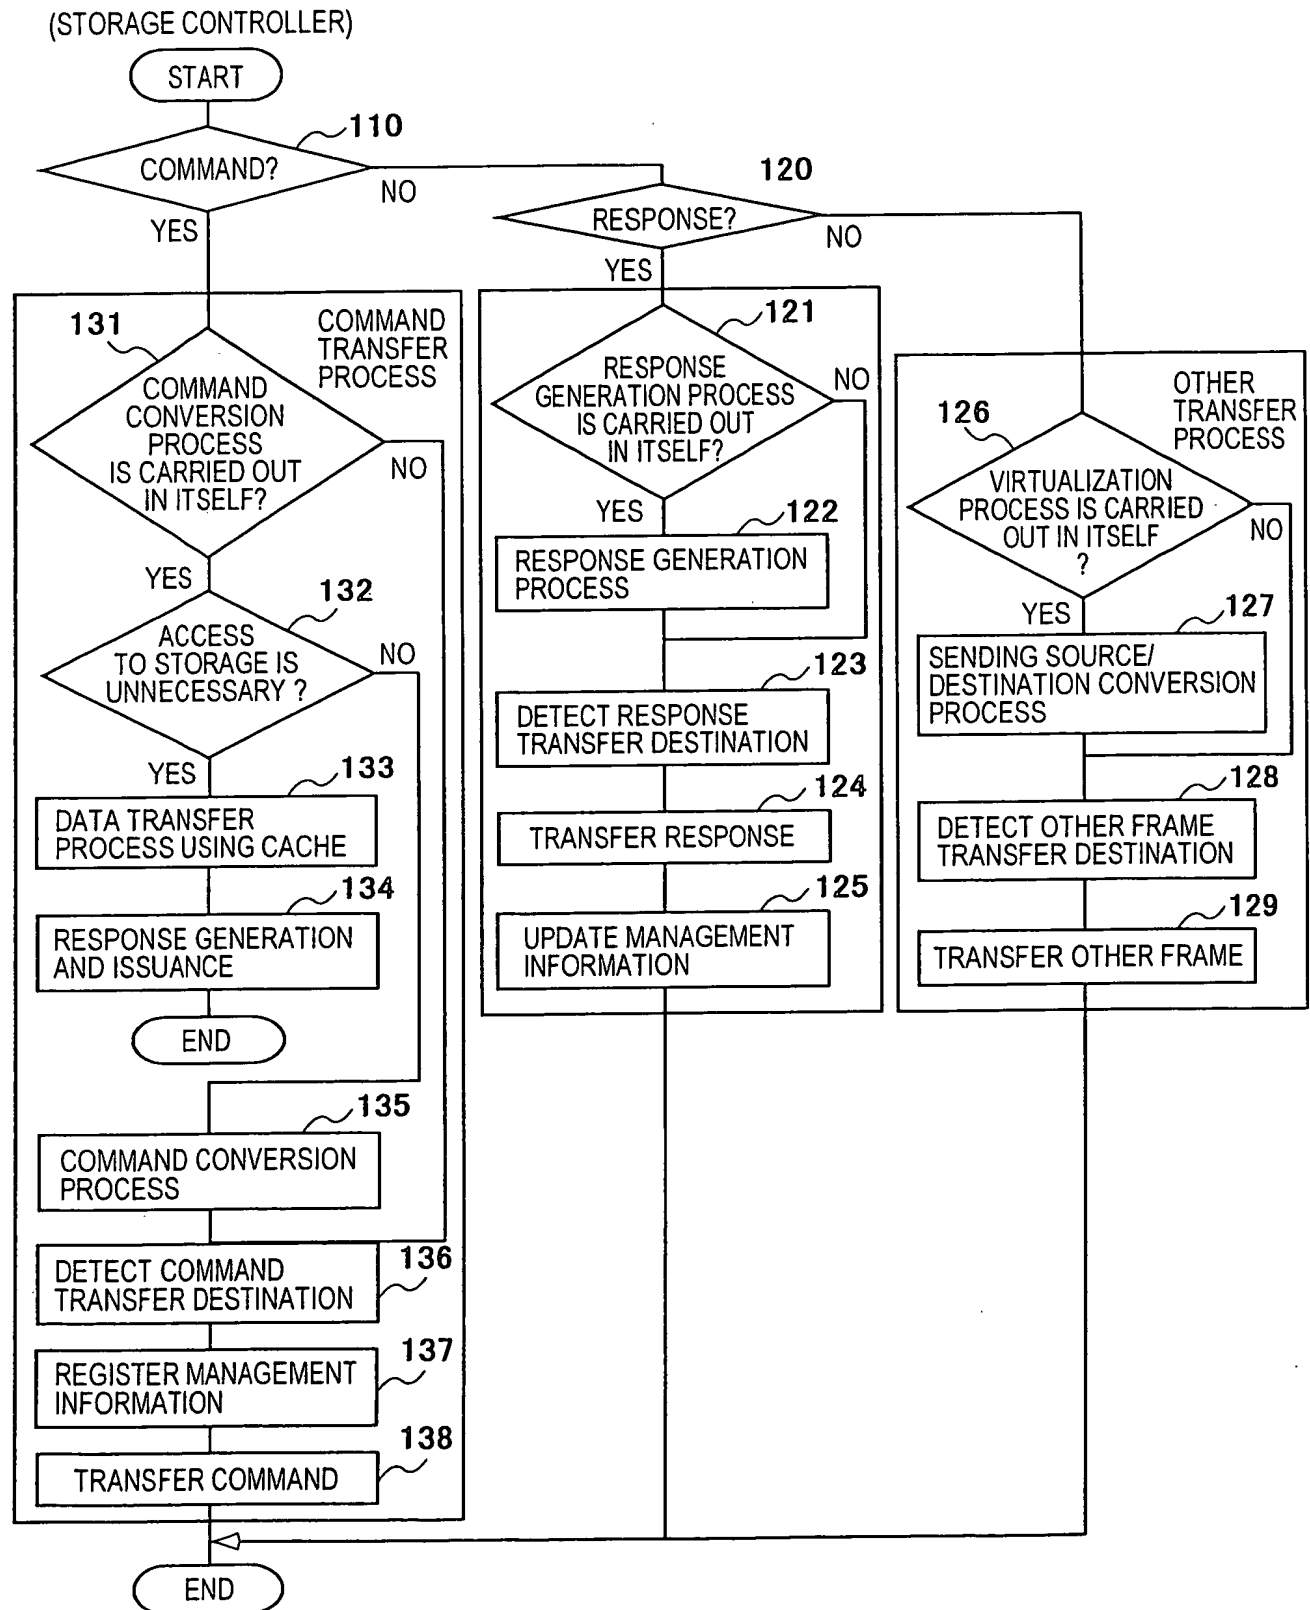 (STORAGE CONTROLLER)
START
110
COMMAND?
NO
YES
120
RESPONSE?
NO
YES
COMMAND
TRANSFER
PROCESS
131
COMMAND
CONVERSION
PROCESS
IS CARRIED OUT
IN ITSELF?
NO
YES
132
ACCESS
TO STORAGE IS
UNNECESSARY ?
NO
YES
133
DATA TRANSFER
PROCESS USING CACHE
134
RESPONSE GENERATION
AND ISSUANCE
END
135
COMMAND CONVERSION
PROCESS
136
DETECT COMMAND
TRANSFER DESTINATION
137
REGISTER MANAGEMENT
INFORMATION
138
TRANSFER COMMAND
END
121
RESPONSE
GENERATION PROCESS
IS CARRIED OUT
IN ITSELF?
NO
YES
122
RESPONSE GENERATION
PROCESS
123
DETECT RESPONSE
TRANSFER DESTINATION
124
TRANSFER RESPONSE
125
UPDATE MANAGEMENT
INFORMATION
OTHER
TRANSFER
PROCESS
126
VIRTUALIZATION
PROCESS IS CARRIED
OUT IN ITSELF
?
NO
YES
127
SENDING SOURCE/
DESTINATION CONVERSION
PROCESS
128
DETECT OTHER FRAME
TRANSFER DESTINATION
129
TRANSFER OTHER FRAME